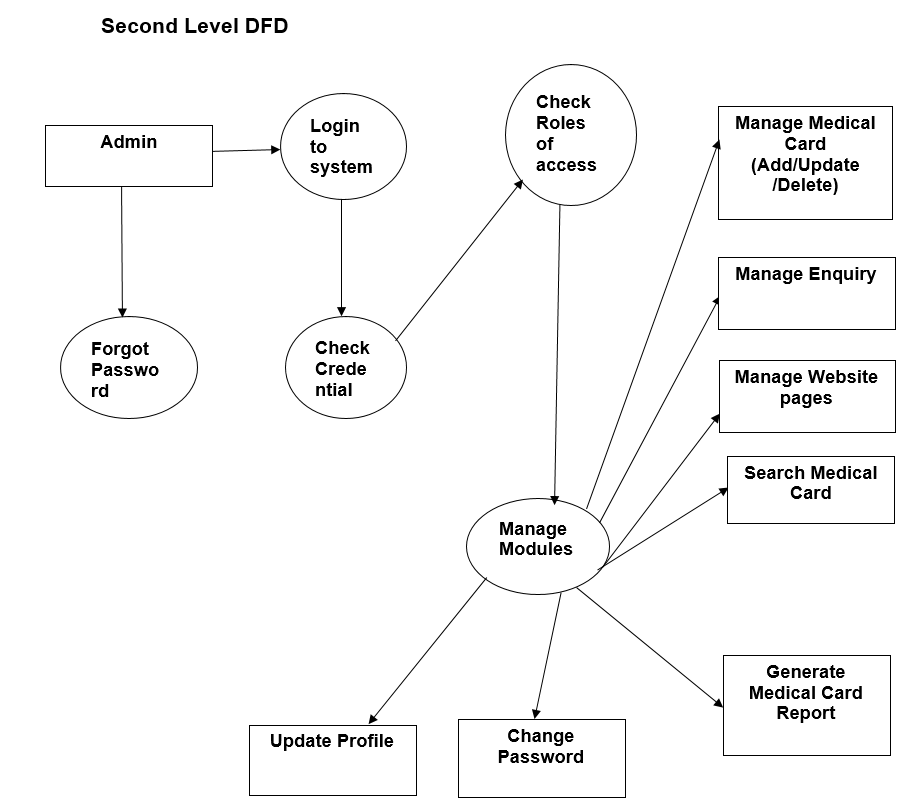 Second Level DFD
Admin
Login
to
system
Check
Roles
of
access
Manage Medical
Card
(Add/Update
/Delete)
Manage Enquiry
Forgot
Passwo
rd
Check
Crede
ntial
Manage Website
pages
Search Medical
Card
Manage
Modules
Generate
Medical Card
Report
Update Profile
Change
Password